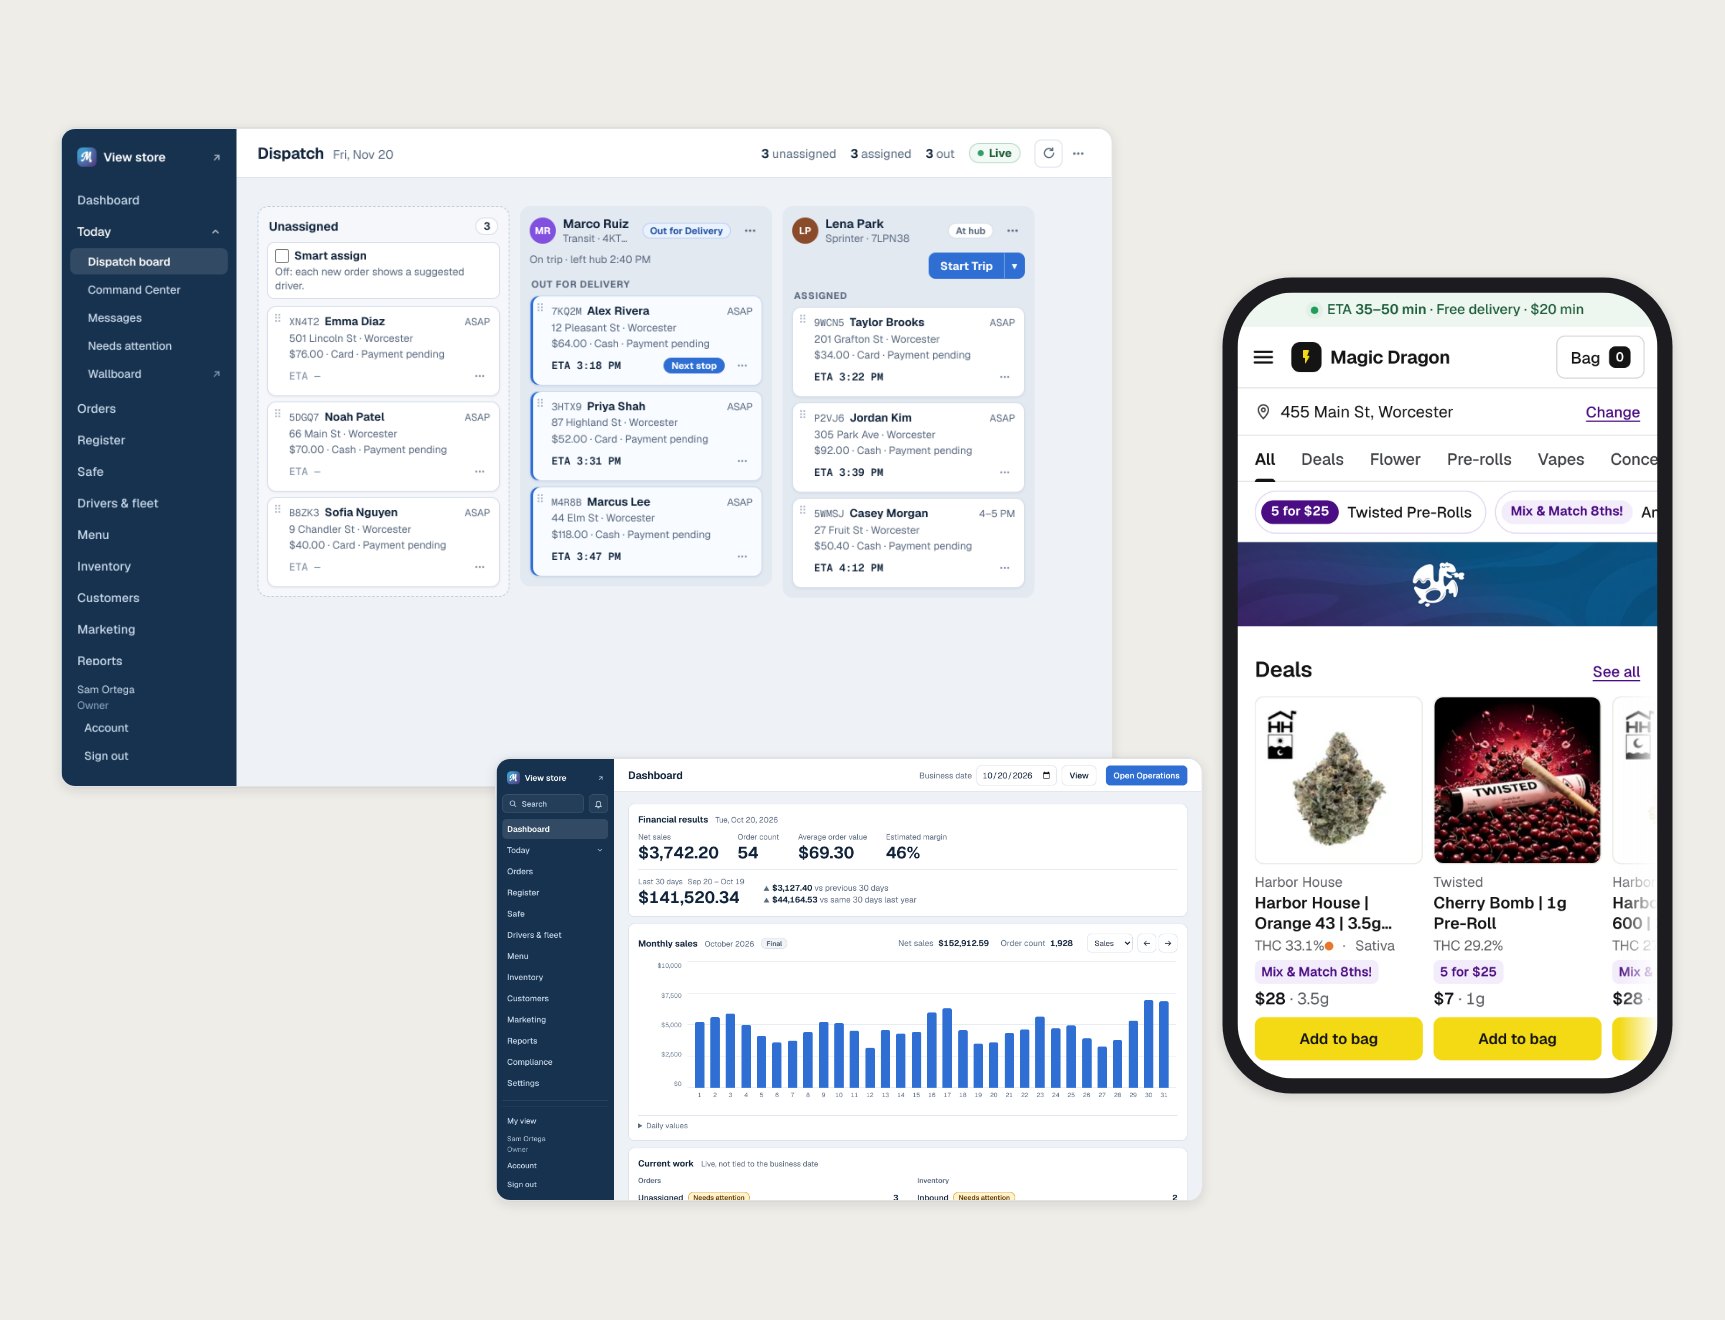 View store
Dashboard
Today
Dispatch board
Command Center
Messages
Needs attention
Wallboard
Orders
Register
Safe
Drivers & fleet
Menu
Inventory
Customers
Marketing
Reports
Sam Ortega
Owner
Account
Sign out
Dispatch Fri, Nov 20
3 unassigned 3 assigned 3 out Live
Unassigned 3
Smart assign
Off: each new order shows a suggested
driver.
XN4T2 Emma Diaz ASAP
501 Lincoln St · Worcester
$76.00 · Card · Payment pending
ETA –
5DGQ7 Noah Patel ASAP
66 Main St · Worcester
$70.00 · Cash · Payment pending
ETA –
B8ZK3 Sofia Nguyen ASAP
9 Chandler St · Worcester
$40.00 · Card · Payment pending
ETA –
MR Marco Ruiz Out for Delivery
Transit · 4KT...
On trip · left hub 2:40 PM
OUT FOR DELIVERY
7KQ2M Alex Rivera ASAP
12 Pleasant St · Worcester
$64.00 · Cash · Payment pending
ETA 3:18 PM Next stop
3HTX9 Priya Shah ASAP
87 Highland St · Worcester
$52.00 · Card · Payment pending
ETA 3:31 PM
M4R8B Marcus Lee ASAP
44 Elm St · Worcester
$118.00 · Cash · Payment pending
ETA 3:47 PM
LP Lena Park At hub
Sprinter · 7LPN38
Start Trip
ASSIGNED
9WCN5 Taylor Brooks ASAP
201 Grafton St · Worcester
$34.00 · Card · Payment pending
ETA 3:22 PM
P2VJ6 Jordan Kim ASAP
305 Park Ave · Worcester
$92.00 · Cash · Payment pending
ETA 3:39 PM
5WMSJ Casey Morgan 4–5 PM
27 Fruit St · Worcester
$50.40 · Cash · Payment pending
ETA 4:12 PM
View store
Search
Dashboard
Today
Orders
Register
Safe
Drivers & fleet
Menu
Inventory
Customers
Marketing
Reports
Compliance
Settings
My view
Sam Ortega
Owner
Account
Sign out
Dashboard
Business date 10/20/2026 View Open Operations
Financial results Tue, Oct 20, 2026
Net sales Order count Average order value Estimated margin
$3,742.20 54 $69.30 46%
Last 30 days Sep 20 – Oct 19
$141,520.34
▲ $3,127.40 vs previous 30 days
▲ $44,164.53 vs same 30 days last year
Monthly sales October 2026 Final
Net sales $152,912.59 Order count 1,928 Sales
$10,000
$7,500
$5,000
$2,500
$0
1 2 3 4 5 6 7 8 9 10 11 12 13 14 15 16 17 18 19 20 21 22 23 24 25 26 27 28 29 30 31
Daily values
Current work Live, not tied to the business date
Orders Inventory
Unassigned Needs attention 3 Inbound Needs attention 2
ETA 35–50 min · Free delivery · $20 min
Magic Dragon
Bag 0
455 Main St, Worcester Change
All Deals Flower Pre-rolls Vapes Conce
5 for $25 Twisted Pre-Rolls Mix & Match 8ths!
Deals See all
HH
TWISTED
HH
Harbor House
Harbor House |
Orange 43 | 3.5g...
THC 33.1% · Sativa
Mix & Match 8ths!
$28 · 3.5g
Add to bag
Twisted
Cherry Bomb | 1g
Pre-Roll
THC 29.2%
5 for $25
$7 · 1g
Add to bag
Harbo
Harb
600 |
THC 2
Mix &
$28 ·